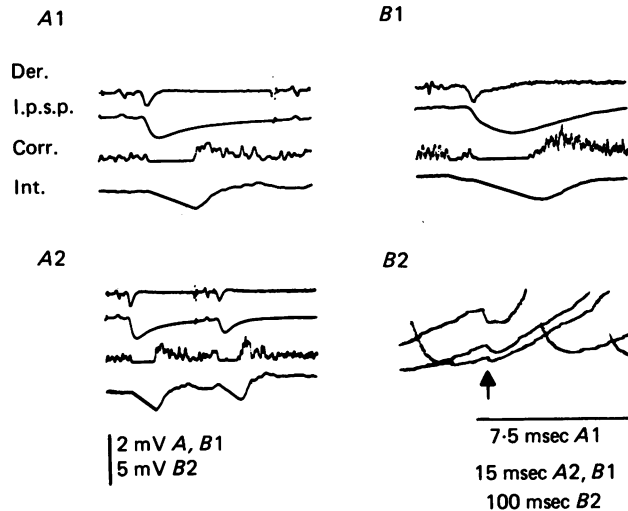 A1
B1
Der.
I.p.s.p.
Corr.
Int.
A2
B2
2 mV A, B1
5 mV B2
7·5 msec A1
15 msec A2, B1
100 msec B2